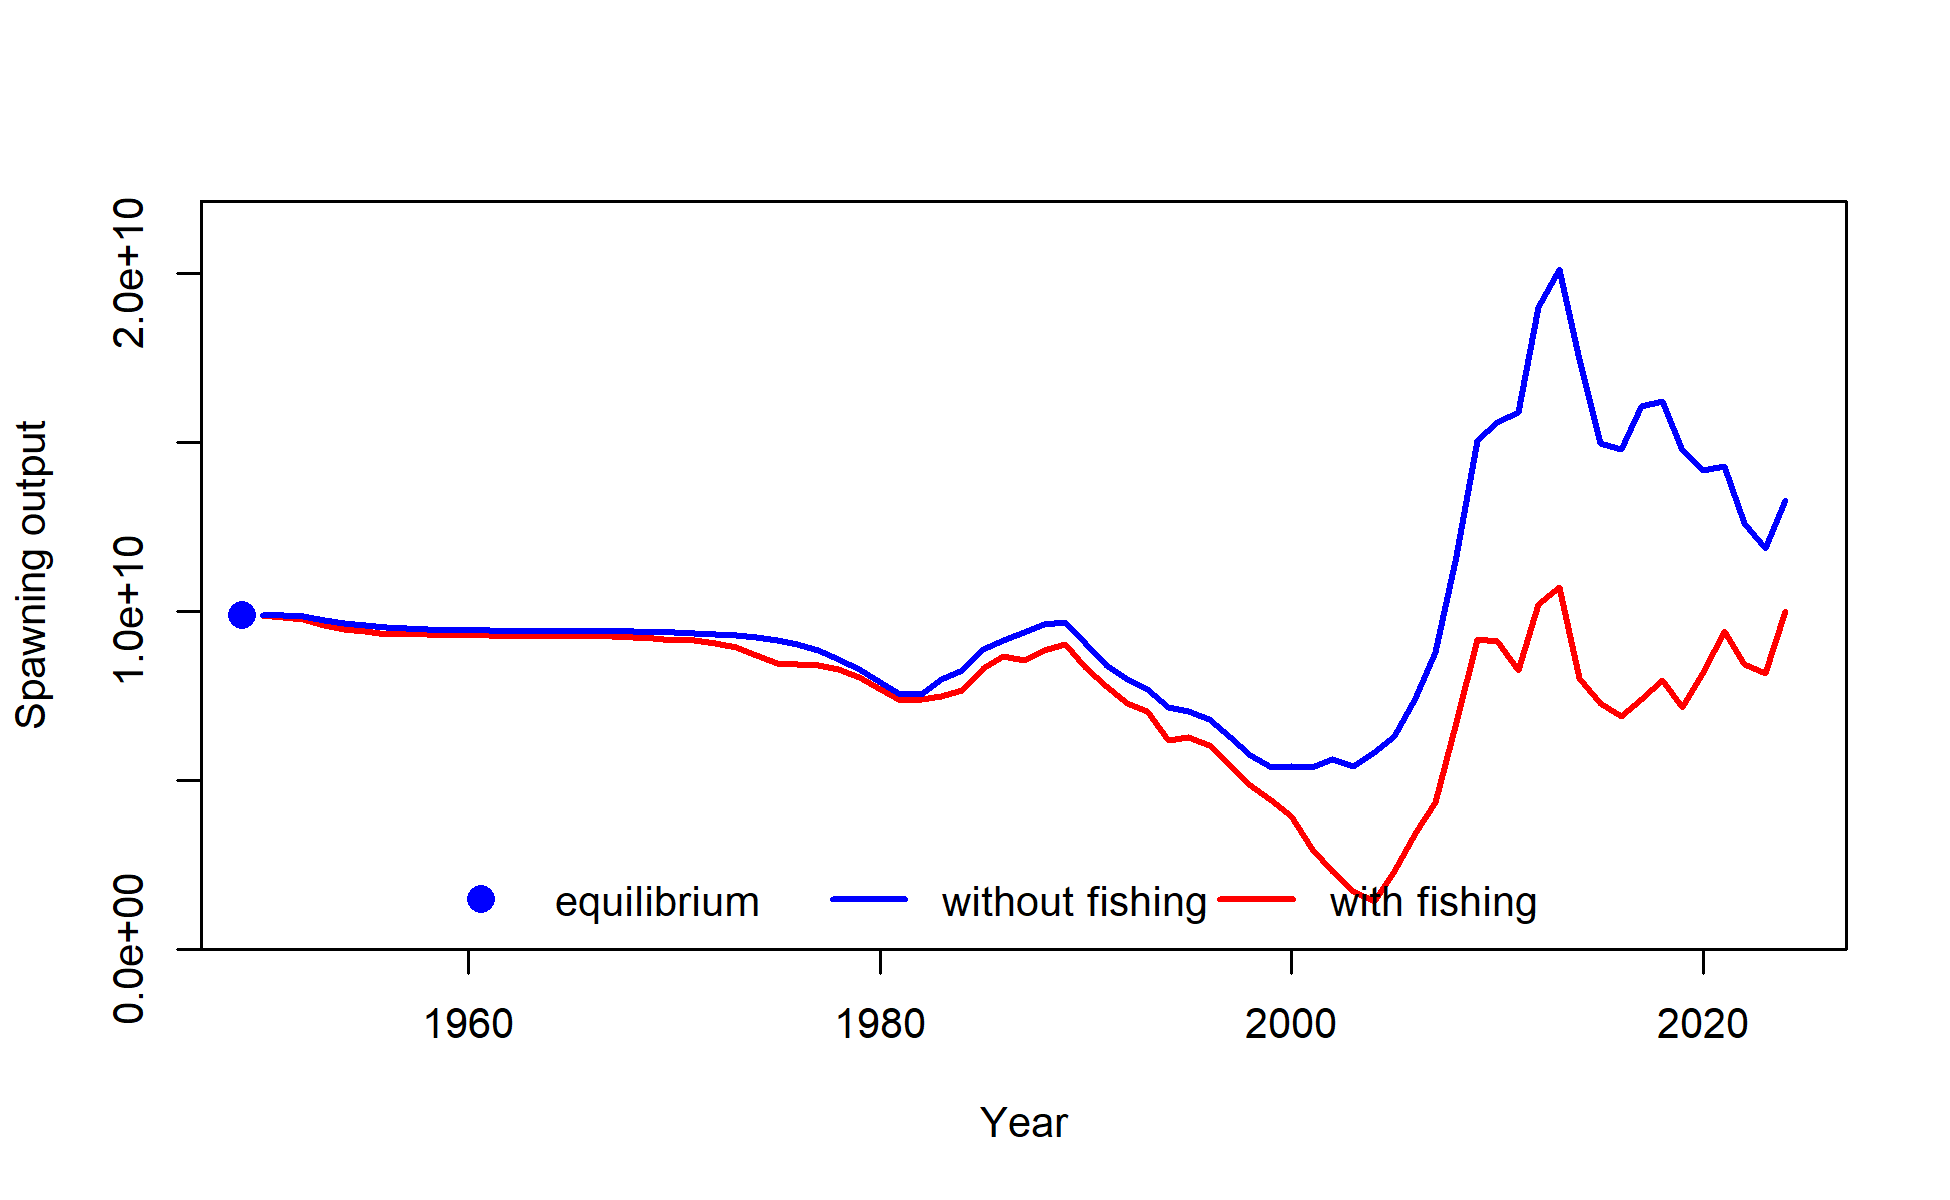 Spawning output
2.0e+10
1.0e+10
0.0e+00
equilibrium without fishing with fishing
1960 1980 2000 2020
Year